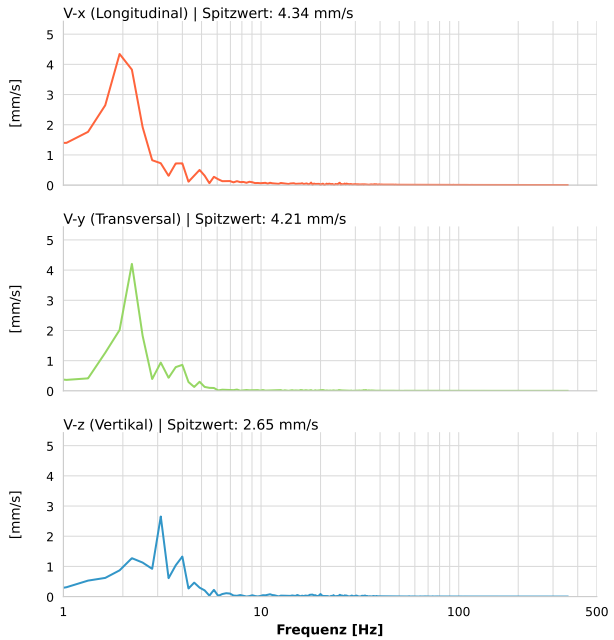 V-x (Longitudinal) | Spitzwert: 4.34 mm/s
5
4
[mm/s]
3
2
1
0
V-y (Transversal) | Spitzwert: 4.21 mm/s
5
4
[mm/s]
3
2
1
0
V-z (Vertikal) | Spitzwert: 2.65 mm/s
5
4
[mm/s]
3
2
1
0
1 10 100 500
Frequenz [Hz]